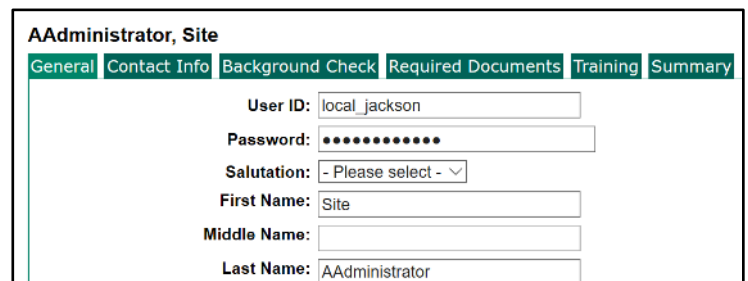 AAdministrator, Site
General Contact Info Background Check Required Documents Training Summary
User ID: local_jackson
Password: ●●●●●●●●●●●●
Salutation: - Please select -
First Name: Site
Middle Name:
Last Name: AAdministrator